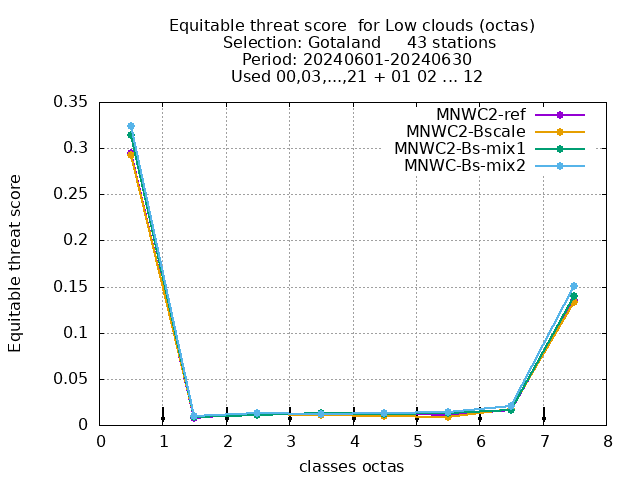 Equitable threat score  for Low clouds (octas)
Selection: Gotaland     43 stations
Period: 20240601-20240630
Used 00,03,...,21 + 01 02 ... 12
MNWC2-ref
MNWC2-Bscale
MNWC2-Bs-mix1
MNWC-Bs-mix2
Equitable threat score
0.35
0.3
0.25
0.2
0.15
0.1
0.05
0
0 1 2 3 4 5 6 7 8
classes octas